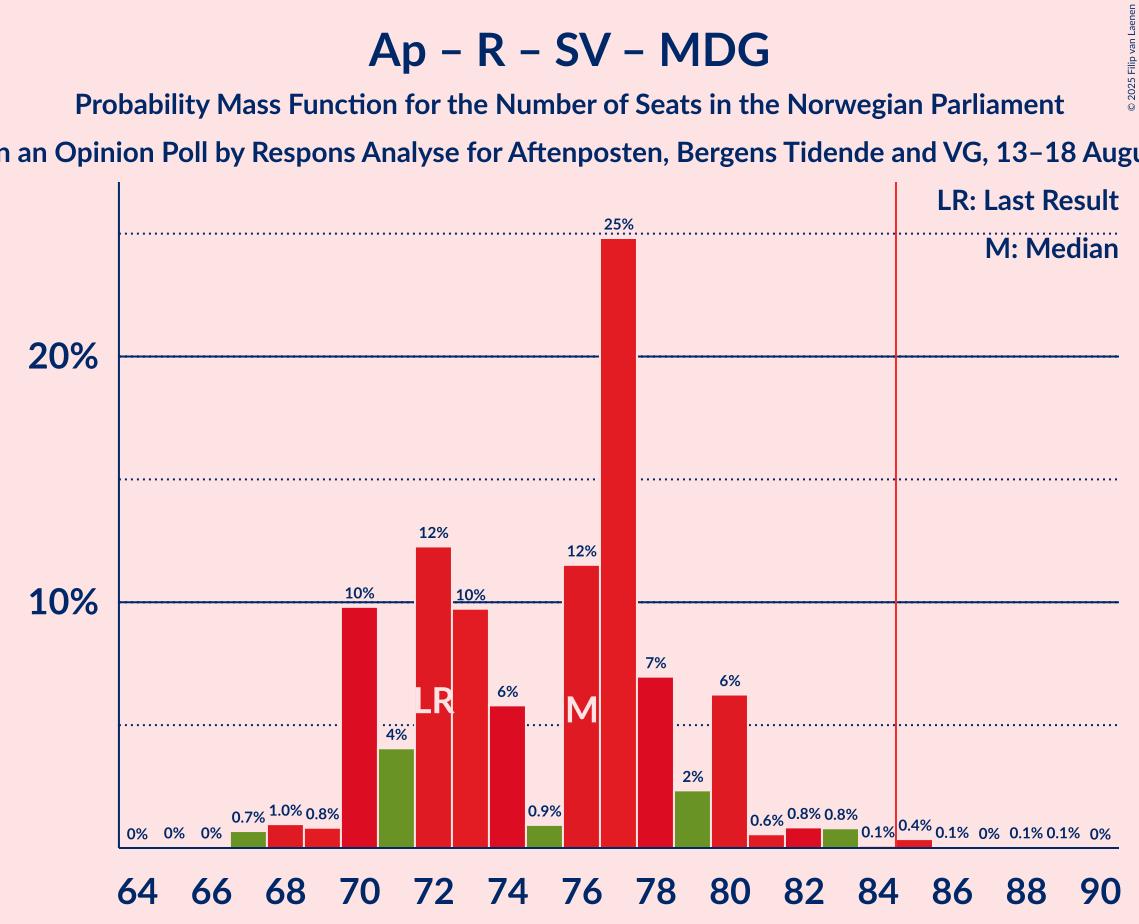 Ap – R – SV – MDG
Probability Mass Function for the Number of Seats in the Norwegian Parliament
an Opinion Poll by Respons Analyse for Aftenposten, Bergens Tidende and VG, 13–18
© 2025 Filip van Laenen
LR: Last Result
M: Median
20%
10%
0% 0% 0% 0.7% 1.0% 0.8% 10% 4% 12% 10% 6% 0.9% 12% 25% 7% 2% 6% 0.6% 0.8% 0.8% 0.1% 0.4% 0.1% 0% 0.1% 0.1% 0%
LR M
64 66 68 70 72 74 76 78 80 82 84 86 88 90